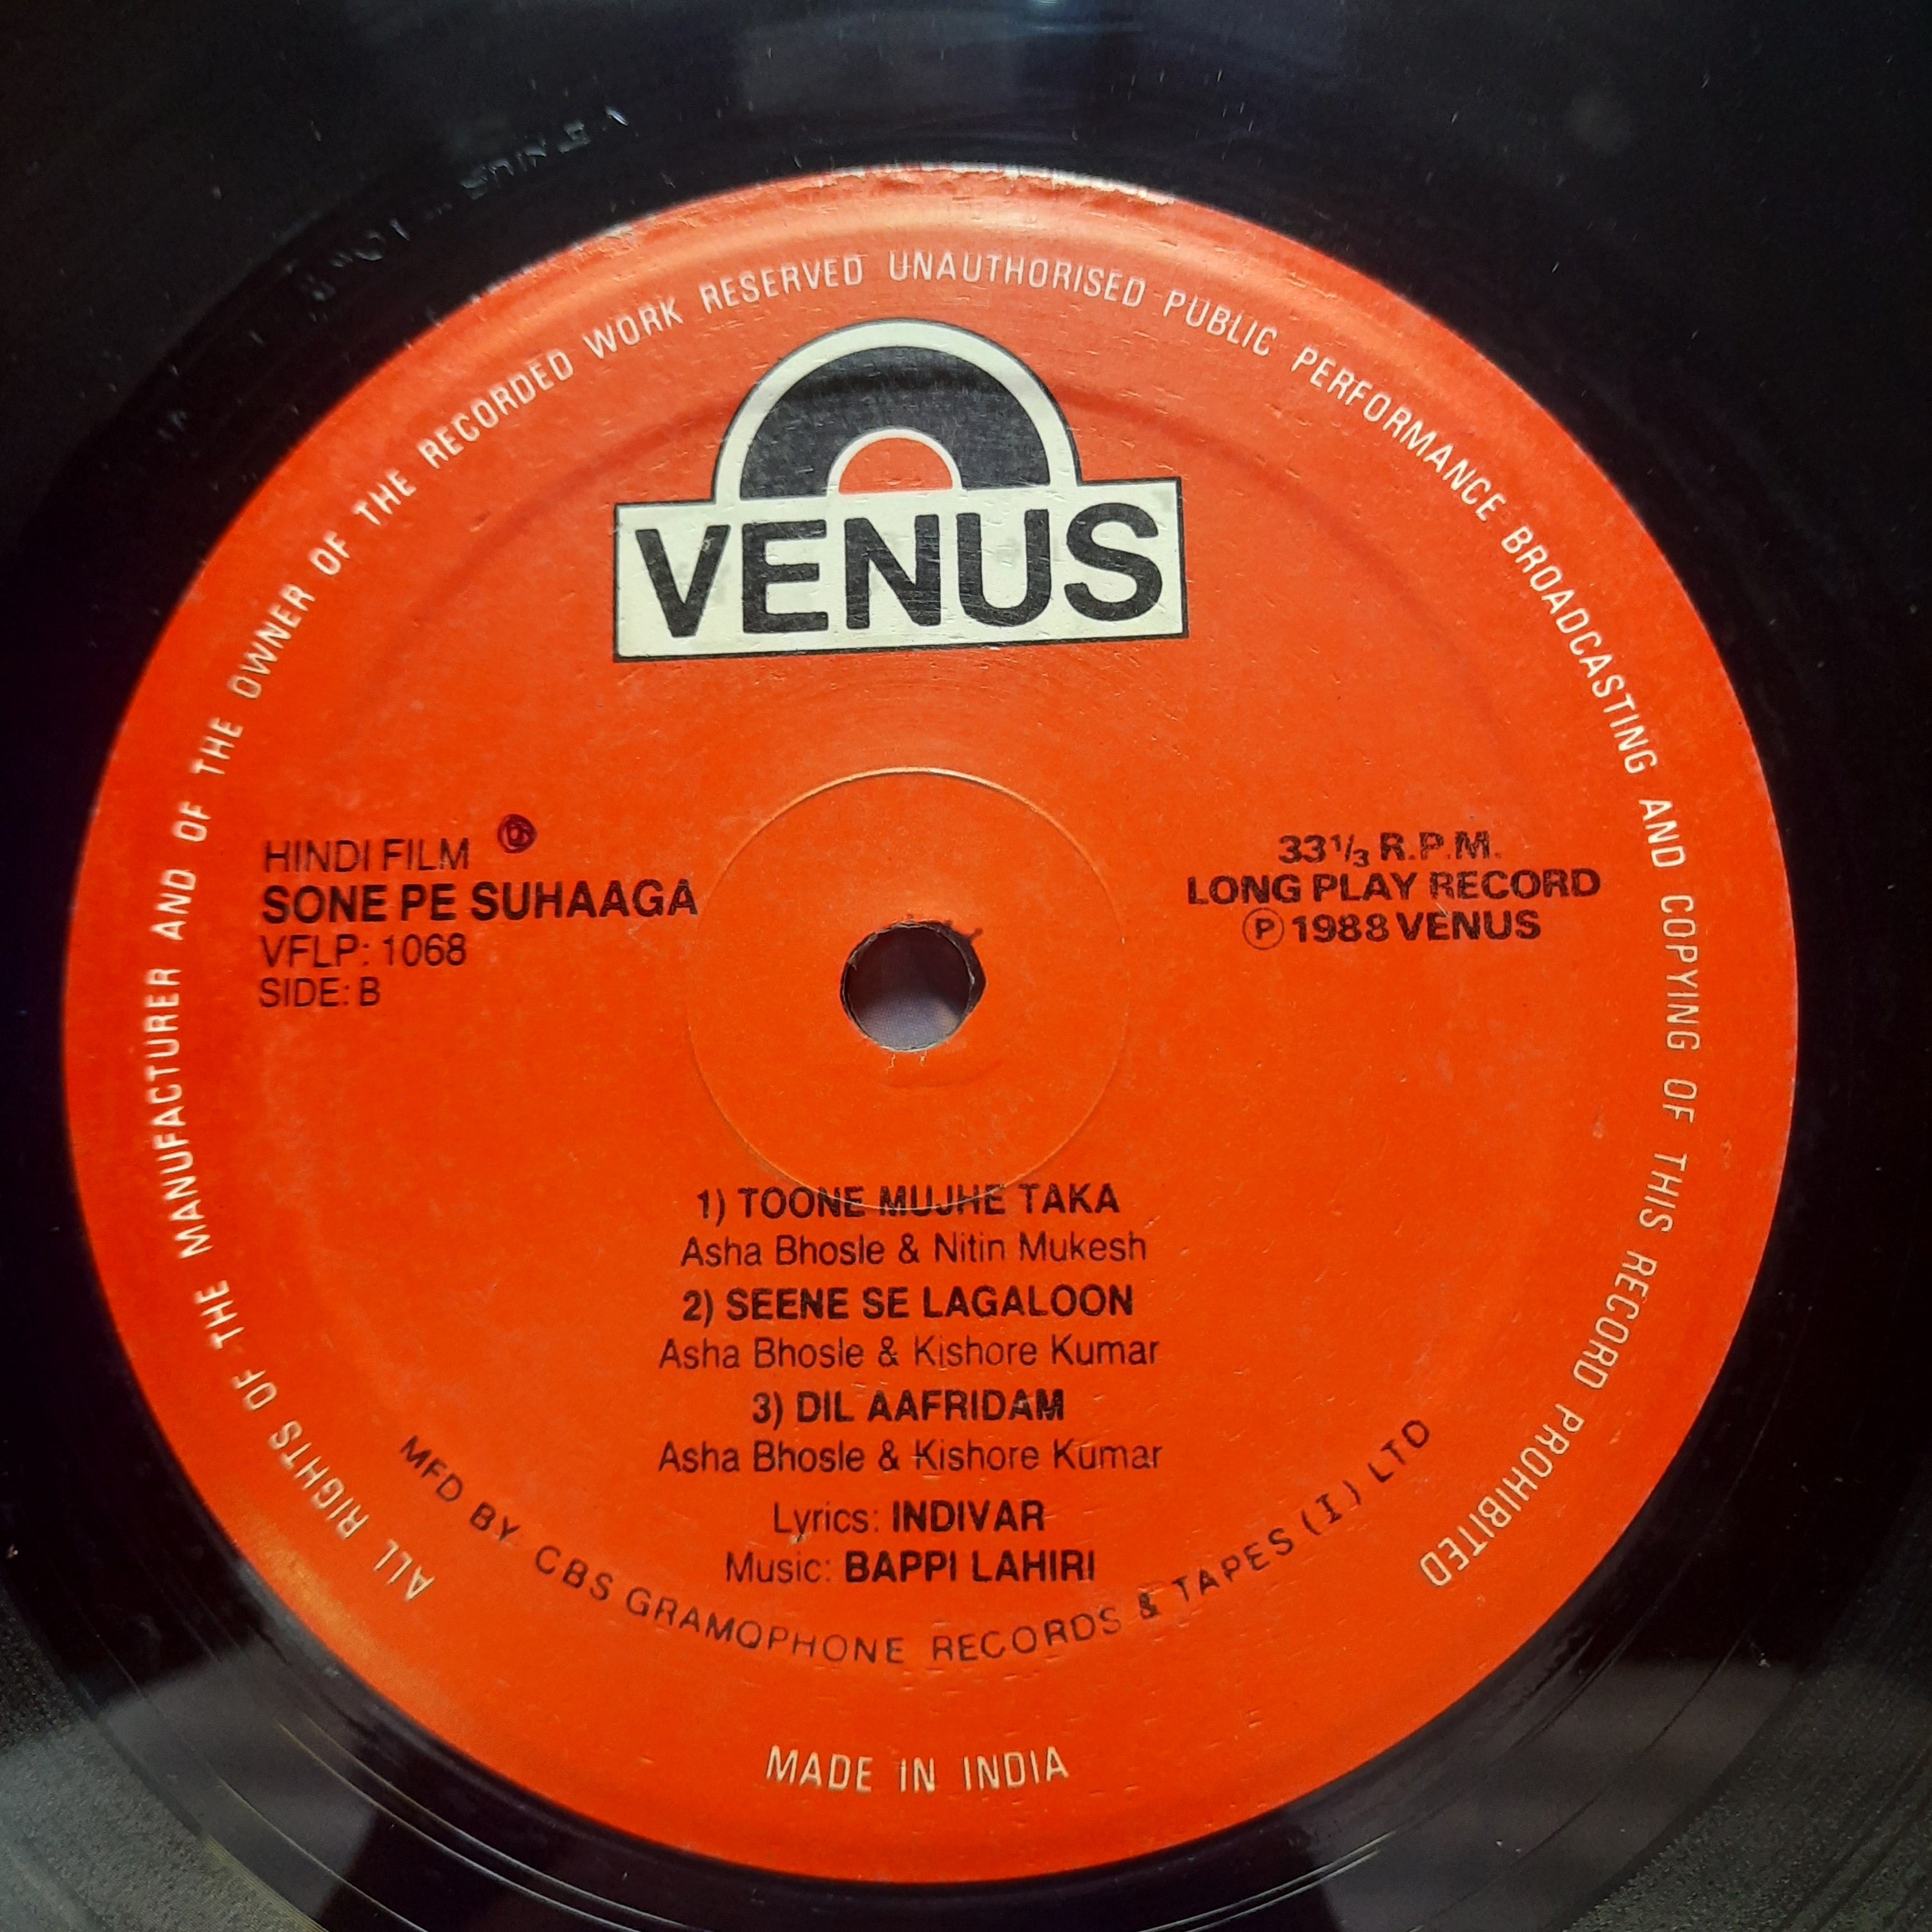 ALL RIGHTS OF THE MANUFACTURER AND OF THE OWNER OF THE RECORDED WORK RESERVED UNAUTHORISED PUBLIC PERFORMANCE BROADCASTING AND COPYING OF THIS RECORD PROHIBITED
VENUS
HINDI FILM
SONE PE SUHAAGA
VFLP: 1068
SIDE: B
33 1/3 R.P.M.
LONG PLAY RECORD
℗ 1988 VENUS
1) TOONE MUJHE TAKA
Asha Bhosle & Nitin Mukesh
2) SEENE SE LAGALOON
Asha Bhosle & Kishore Kumar
3) DIL AAFRIDAM
Asha Bhosle & Kishore Kumar
Lyrics: INDIVAR
Music: BAPPI LAHIRI
MFD BY. CBS GRAMOPHONE RECORDS & TAPES (I) LTD
MADE IN INDIA